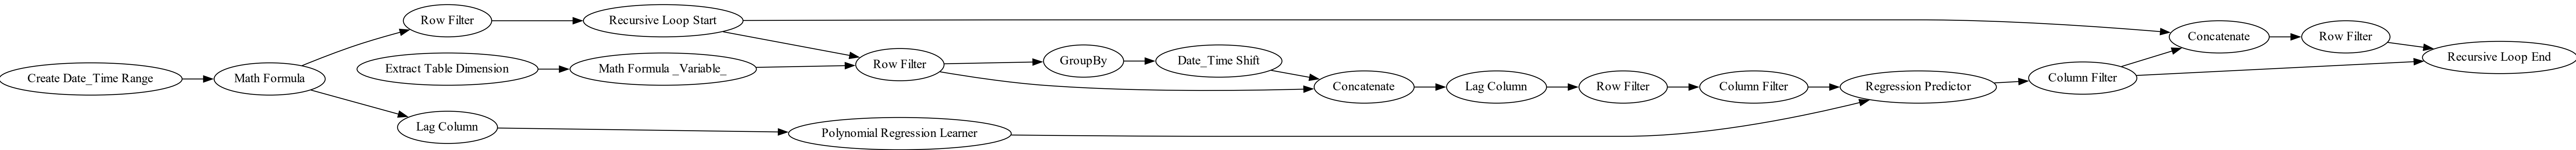 Create Date_Time Range
Math Formula
Row Filter
Extract Table Dimension
Lag Column
Recursive Loop Start
Math Formula _Variable_
Polynomial Regression Learner
Row Filter
GroupBy
Date_Time Shift
Concatenate
Lag Column
Row Filter
Column Filter
Regression Predictor
Column Filter
Concatenate
Row Filter
Recursive Loop End